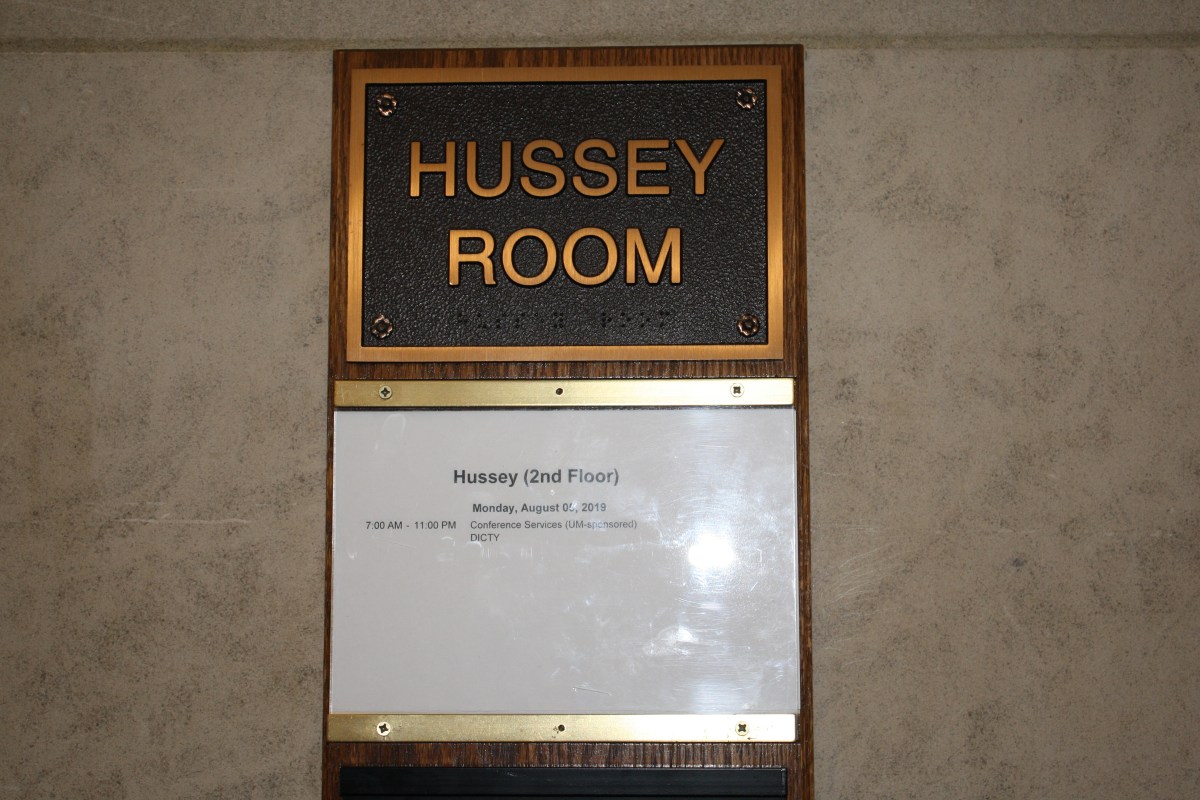 HUSSEY
ROOM
Hussey (2nd Floor)
Monday, August 05, 2019
7:00 AM - 11:00 PM Conference Services (UM-sponsored)
DICTY